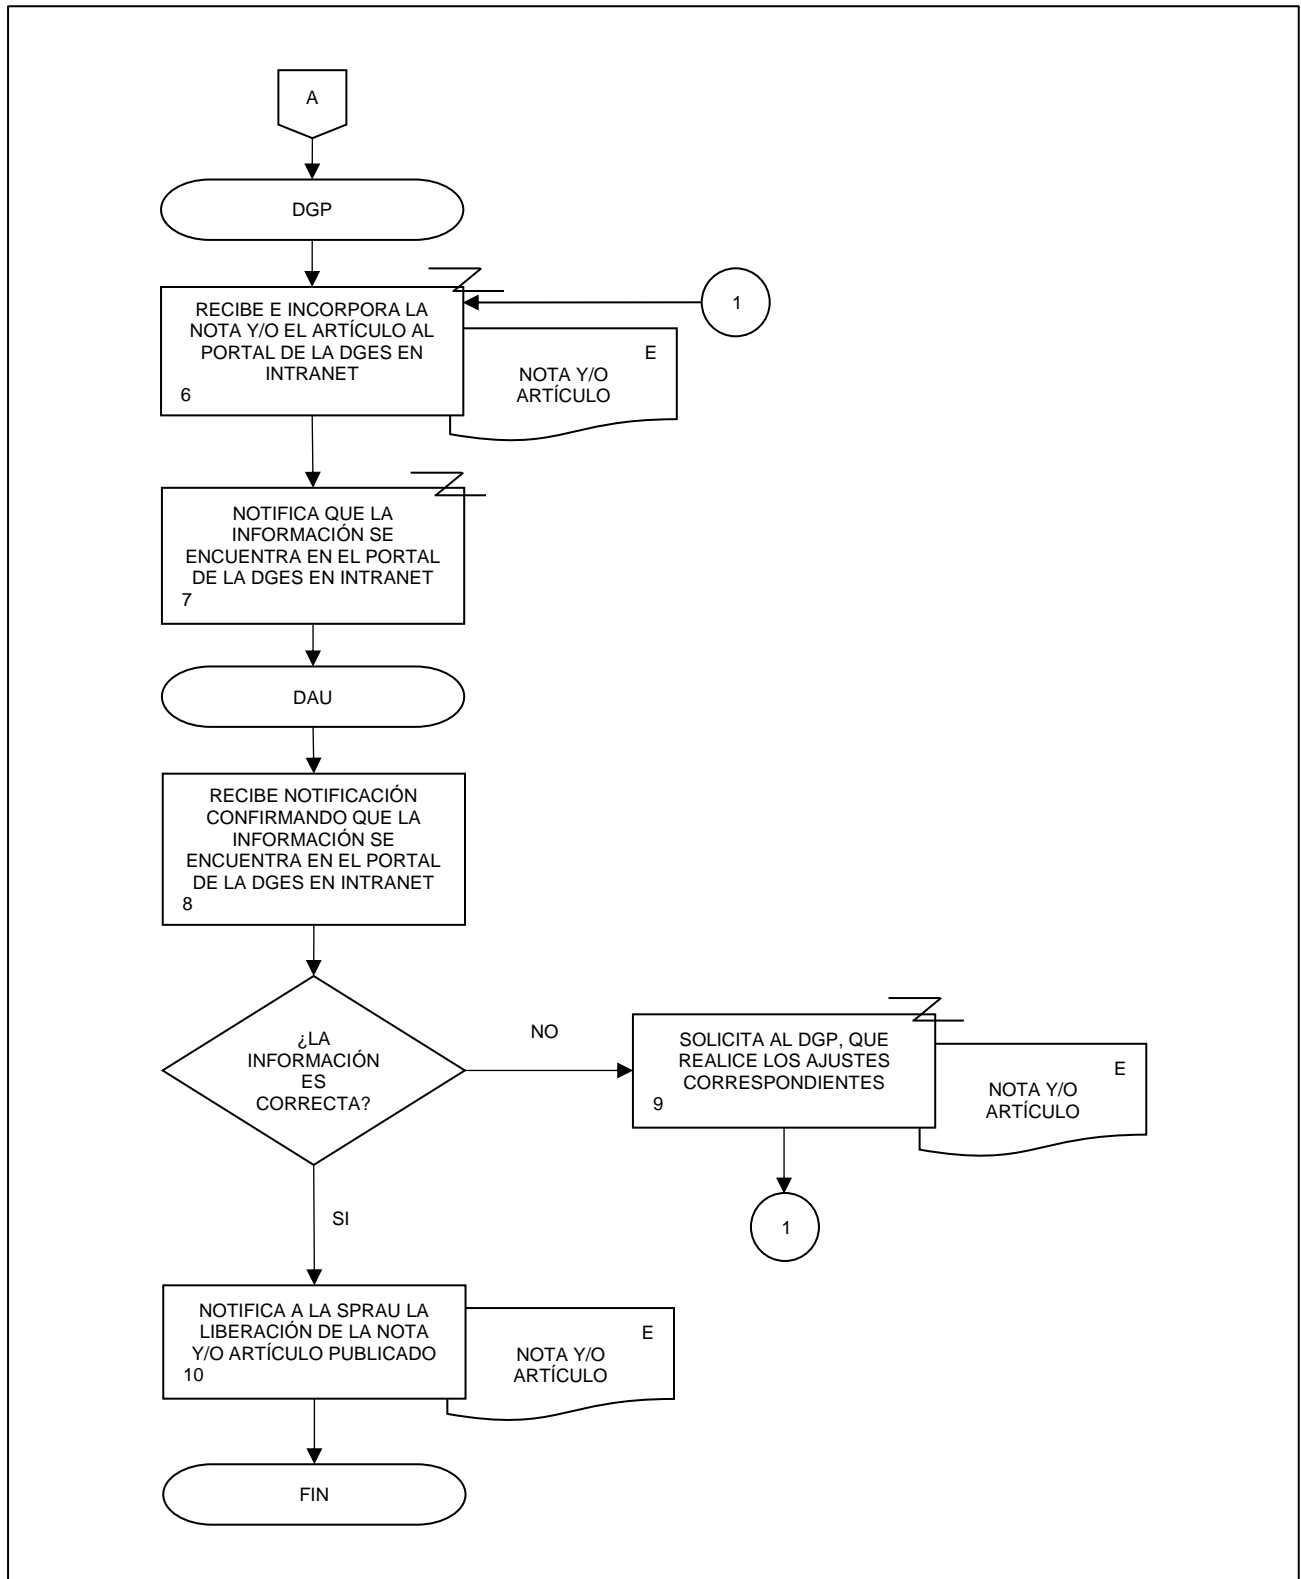 A
DGP
RECIBE E INCORPORA LA
NOTA Y/O EL ARTÍCULO AL
PORTAL DE LA DGES EN
INTRANET
6
1
E
NOTA Y/O
ARTÍCULO
NOTIFICA QUE LA
INFORMACIÓN SE
ENCUENTRA EN EL PORTAL
DE LA DGES EN INTRANET
7
DAU
RECIBE NOTIFICACIÓN
CONFIRMANDO QUE LA
INFORMACIÓN SE
ENCUENTRA EN EL PORTAL
DE LA DGES EN INTRANET
8
¿LA
INFORMACIÓN
ES
CORRECTA?
NO
SOLICITA AL DGP, QUE
REALICE LOS AJUSTES
CORRESPONDIENTES
9
E
NOTA Y/O
ARTÍCULO
1
SI
NOTIFICA A LA SPRAU LA
LIBERACIÓN DE LA NOTA
Y/O ARTÍCULO PUBLICADO
10
E
NOTA Y/O
ARTÍCULO
FIN